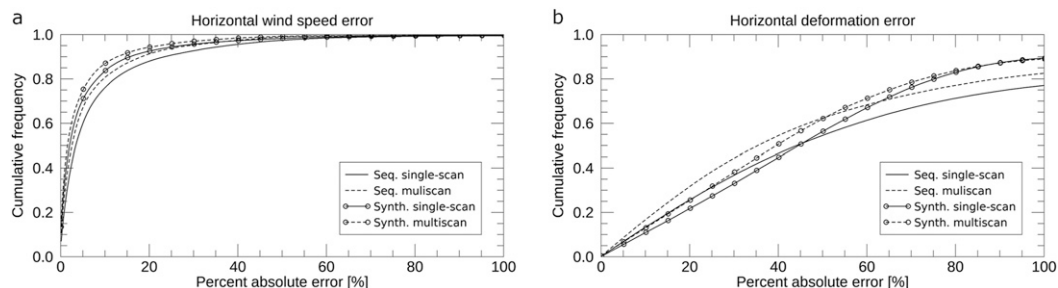 a
Horizontal wind speed error
1.0
0.8
0.6
0.4
0.2
0.0
Cumulative frequency
Seq. single-scan
Seq. muliscan
Synth. single-scan
Synth. multiscan
0
20
40
60
80
100
Percent absolute error [%]
b
Horizontal deformation error
1.0
0.8
0.6
0.4
0.2
0.0
Cumulative frequency
Seq. single-scan
Seq. muliscan
Synth. single-scan
Synth. multiscan
0
20
40
60
80
100
Percent absolute error [%]